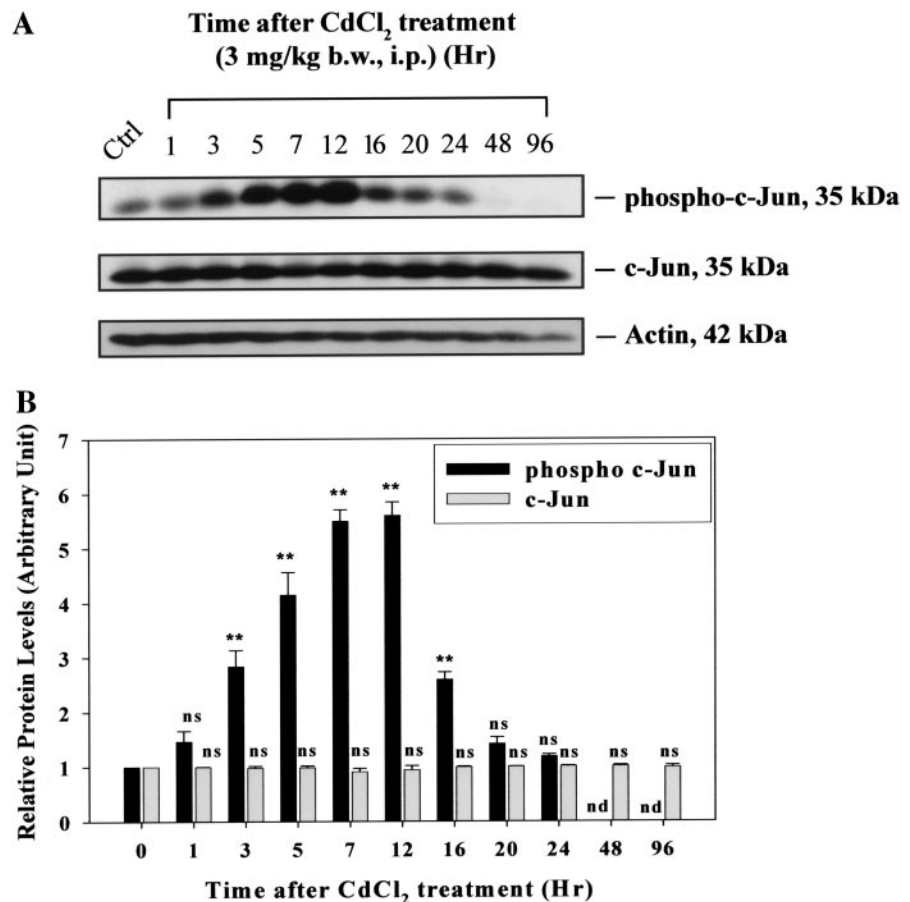 A
Time after CdCl₂ treatment
(3 mg/kg b.w., i.p.) (Hr)
Ctrl 1 3 5 7 12 16 20 24 48 96
— phospho-c-Jun, 35 kDa
— c-Jun, 35 kDa
— Actin, 42 kDa
B
Relative Protein Levels (Arbitrary Unit)
7
6
5
4
3
2
1
0
phospho c-Jun
c-Jun
ns
ns
**
ns
**
ns
**
ns
**
ns
**
ns
ns
ns
ns
ns
nd
ns
nd
ns
0 1 3 5 7 12 16 20 24 48 96
Time after CdCl₂ treatment (Hr)